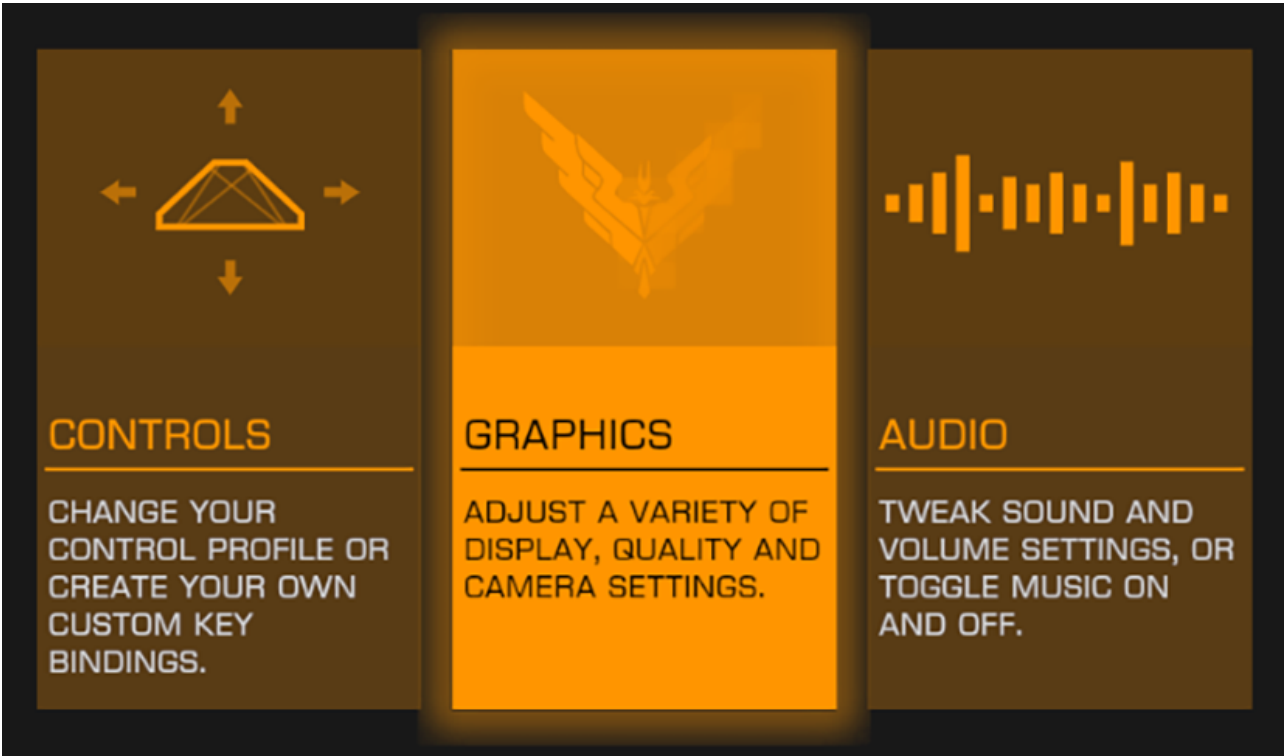 CONTROLS
CHANGE YOUR
CONTROL PROFILE OR
CREATE YOUR OWN
CUSTOM KEY
BINDINGS.
GRAPHICS
ADJUST A VARIETY OF
DISPLAY, QUALITY AND
CAMERA SETTINGS.
AUDIO
TWEAK SOUND AND
VOLUME SETTINGS, OR
TOGGLE MUSIC ON
AND OFF.